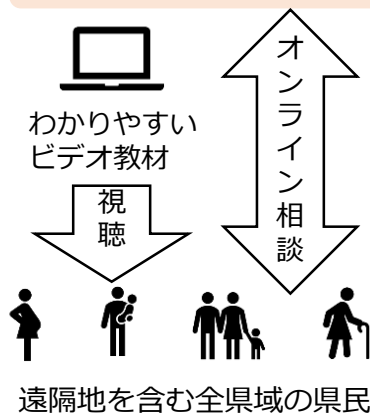 わかりやすい
ビデオ教材
視聴
オンライン相談
遠隔地を含む全県域の県民